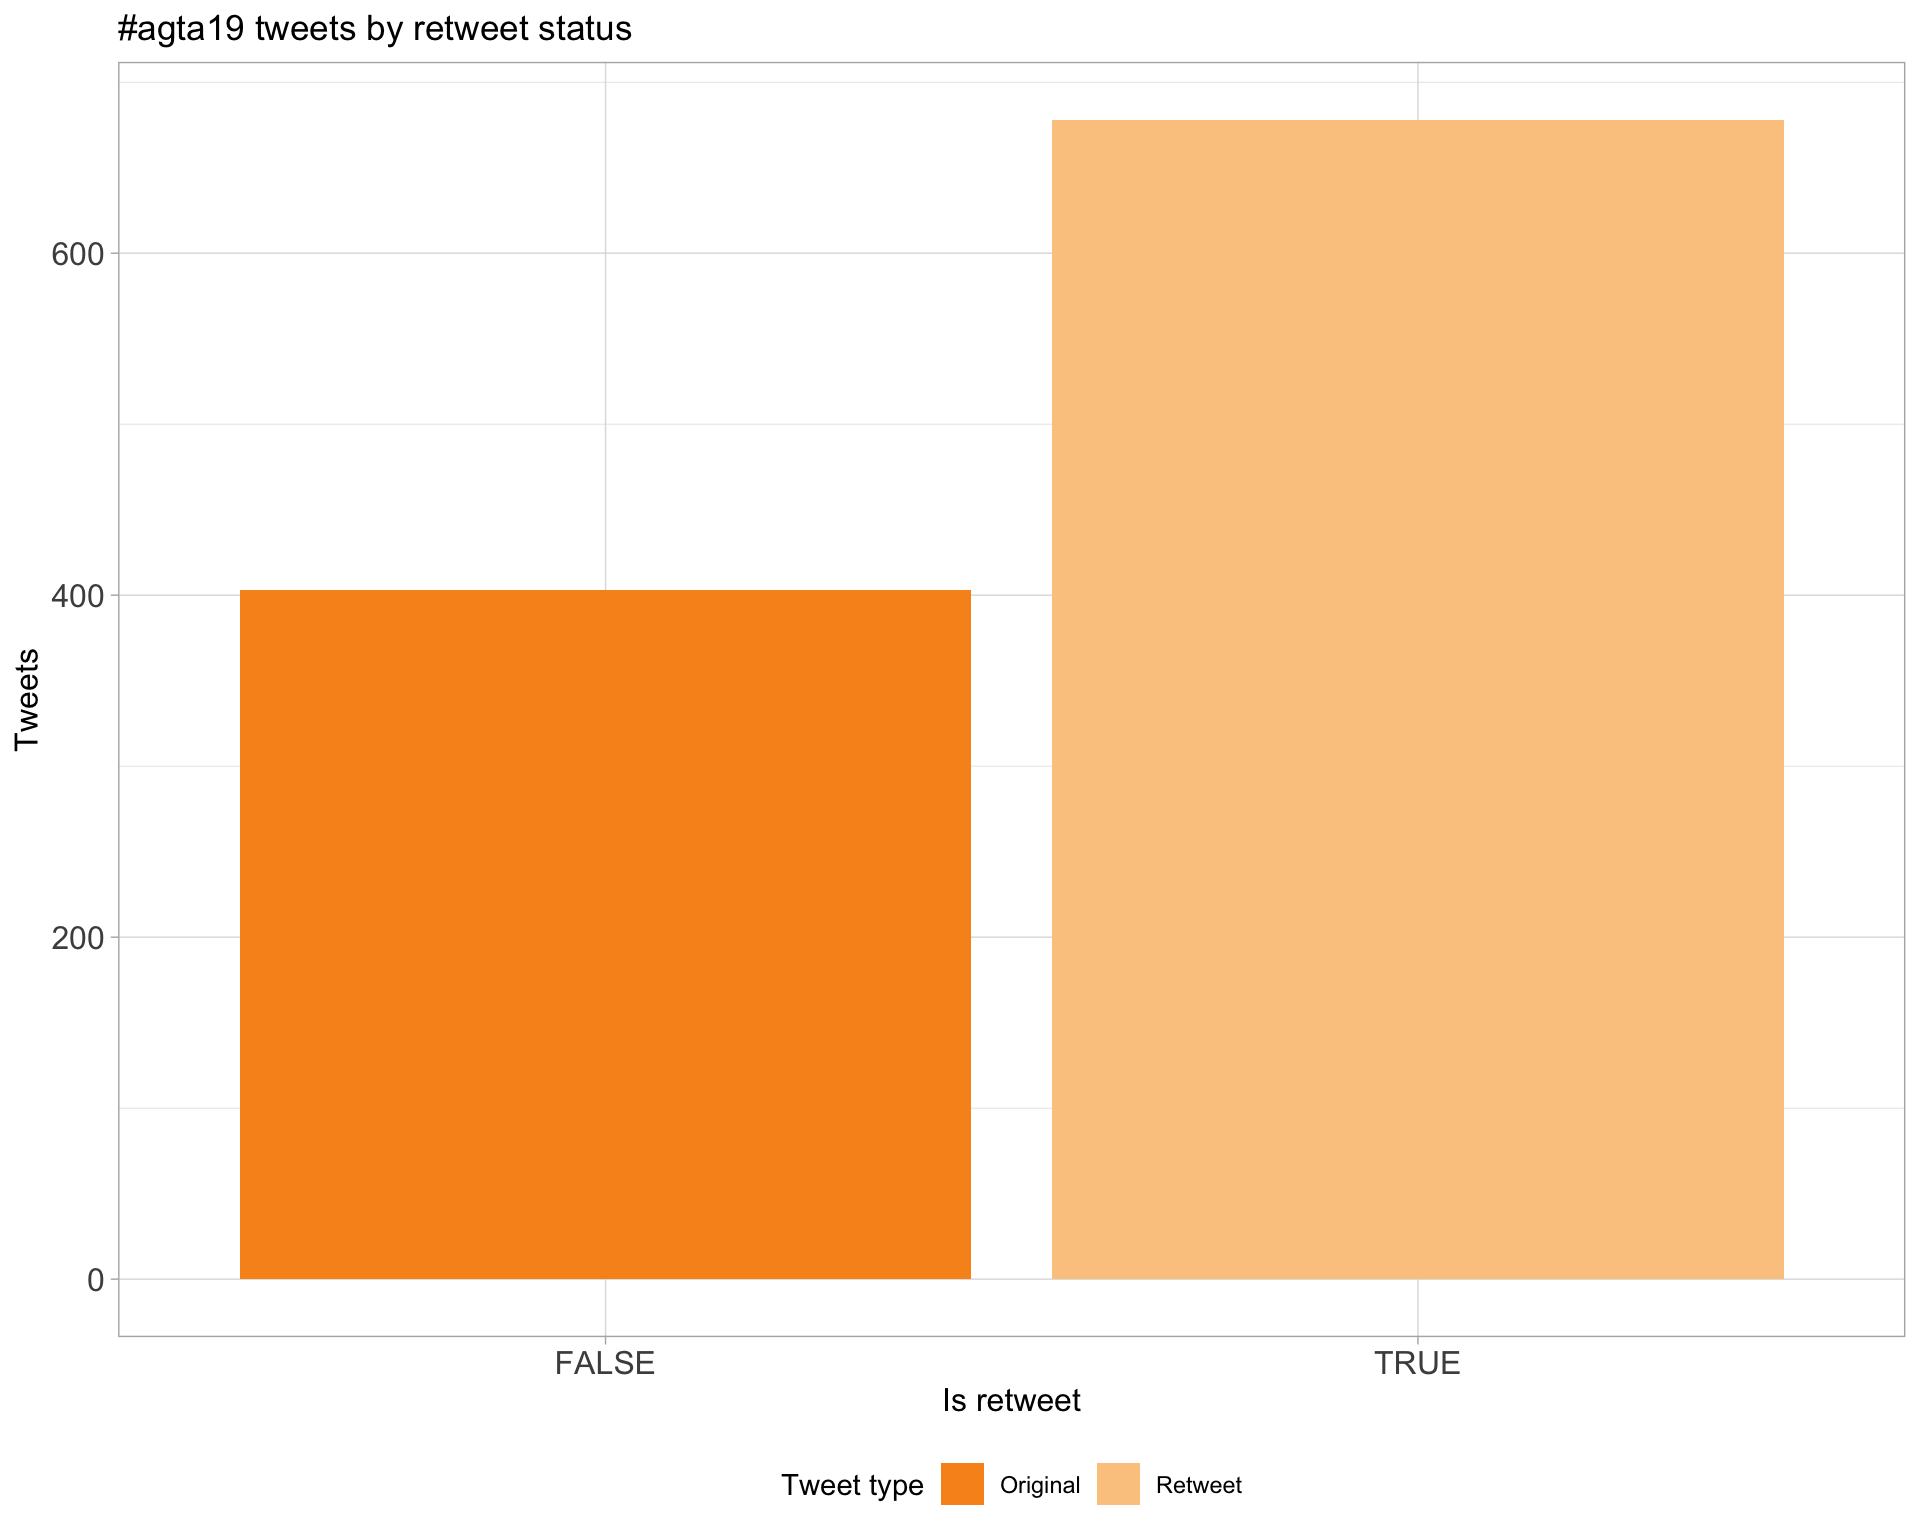 #agta19 tweets by retweet status
600
400
200
0
Tweets
FALSE
TRUE
Is retweet
Tweet type
Original
Retweet